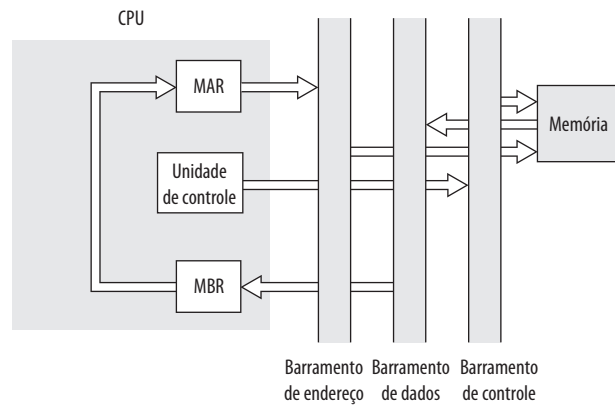 CPU
MAR
Memória
Unidade
de controle
MBR
Barramento
de endereço
Barramento
de dados
Barramento
de controle